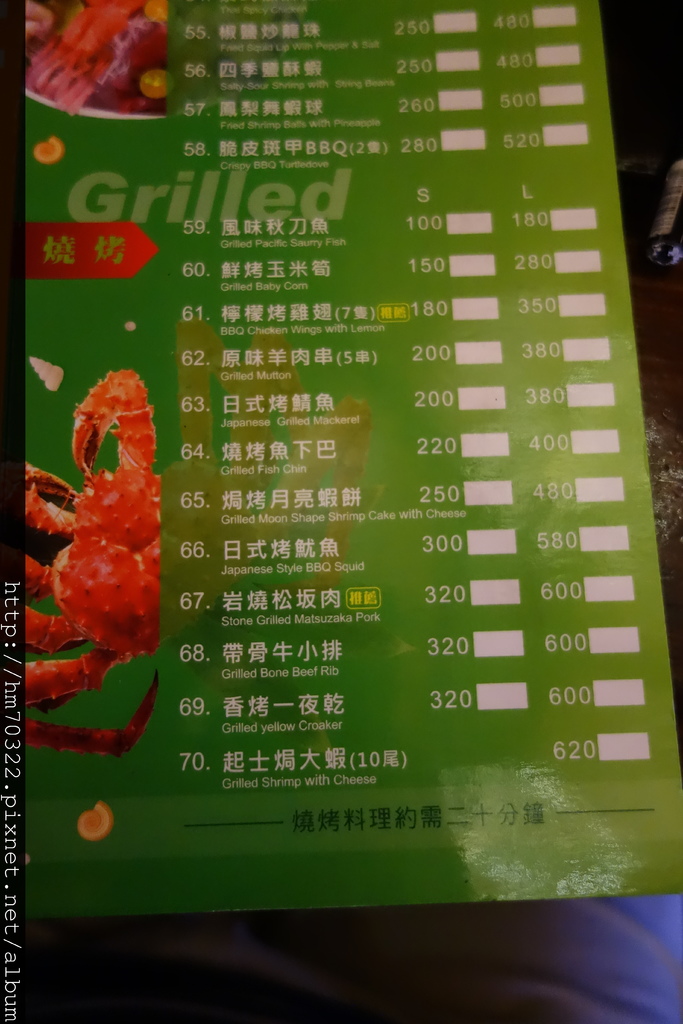 Thai Spicy Chicken
55. 椒鹽炒龍珠 250 480
Fried Squid Lip With Pepper & Salt
56. 四季鹽酥蝦 250 480
Salty-Sour Shrimp with String Beans
57. 鳳梨舞蝦球 260 500
Fried Shrimp Balls with Pineapple
58. 脆皮斑甲BBQ(2隻) 280 520
Crispy BBQ Turtledove
Grilled
S L
燒烤
59. 風味秋刀魚 100 180
Grilled Pacific Saurry Fish
60. 鮮烤玉米筍 150 280
Grilled Baby Corn
61. 檸檬烤雞翅(7隻) 推薦 180 350
BBQ Chicken Wings with Lemon
62. 原味羊肉串(5串) 200 380
Grilled Mutton
63. 日式烤鯖魚 200 380
Japanese Grilled Mackerel
64. 燒烤魚下巴 220 400
Grilled Fish Chin
65. 焗烤月亮蝦餅 250 480
Grilled Moon Shape Shrimp Cake with Cheese
66. 日式烤魷魚 300 580
Japanese Style BBQ Squid
67. 岩燒松坂肉 推薦 320 600
Stone Grilled Matsuzaka Pork
68. 帶骨牛小排 320 600
Grilled Bone Beef Rib
69. 香烤一夜乾 320 600
Grilled yellow Croaker
70. 起士焗大蝦(10尾) 620
Grilled Shrimp with Cheese
燒烤料理約需二十分鐘
http://hm70322.pixnet.net/album